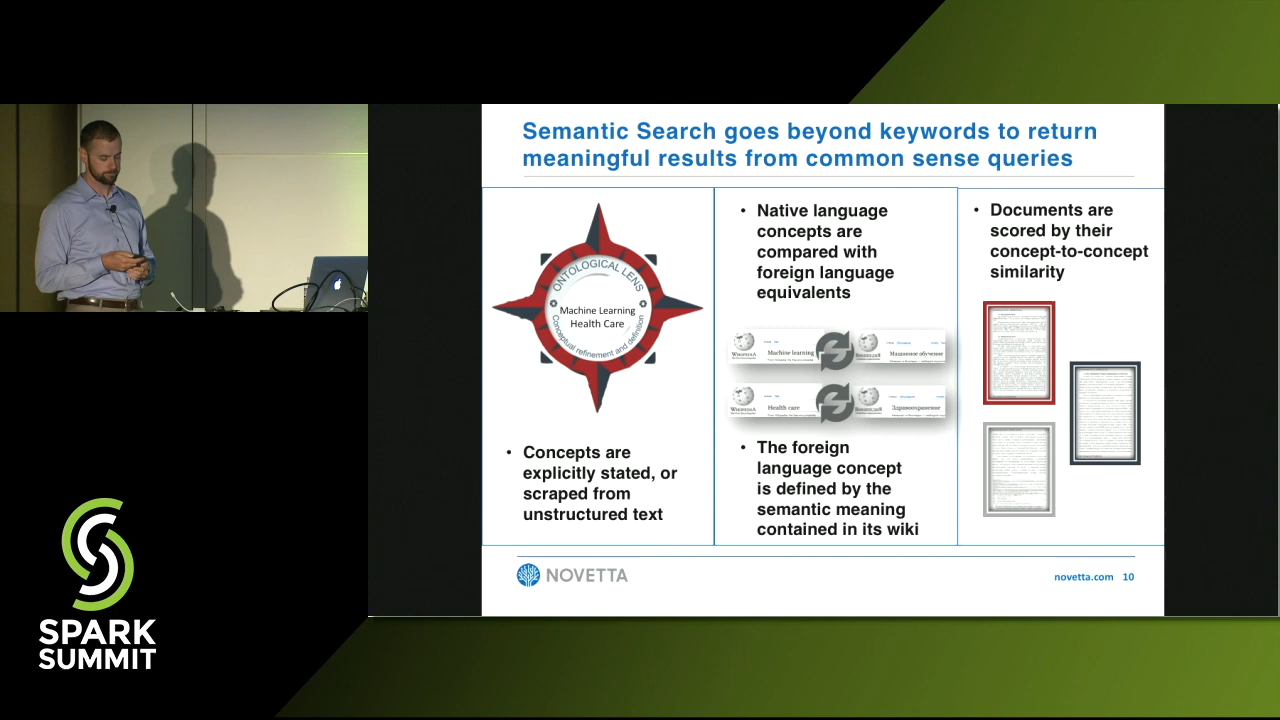 Semantic Search goes beyond keywords to return
meaningful results from common sense queries
ONTOLOGICAL LENS
Machine Learning
Health Care
Conceptual refinement and definition
• Concepts are
explicitly stated, or
scraped from
unstructured text
• Native language
concepts are
compared with
foreign language
equivalents
WIKIPEDIA
Machine learning
Машинное обучение
WIKIPEDIA
Health care
Здравоохранение
• The foreign
language concept
is defined by the
semantic meaning
contained in its wiki
• Documents are
scored by their
concept-to-concept
similarity
NOVETTA
novetta.com 10
SPARK
SUMMIT